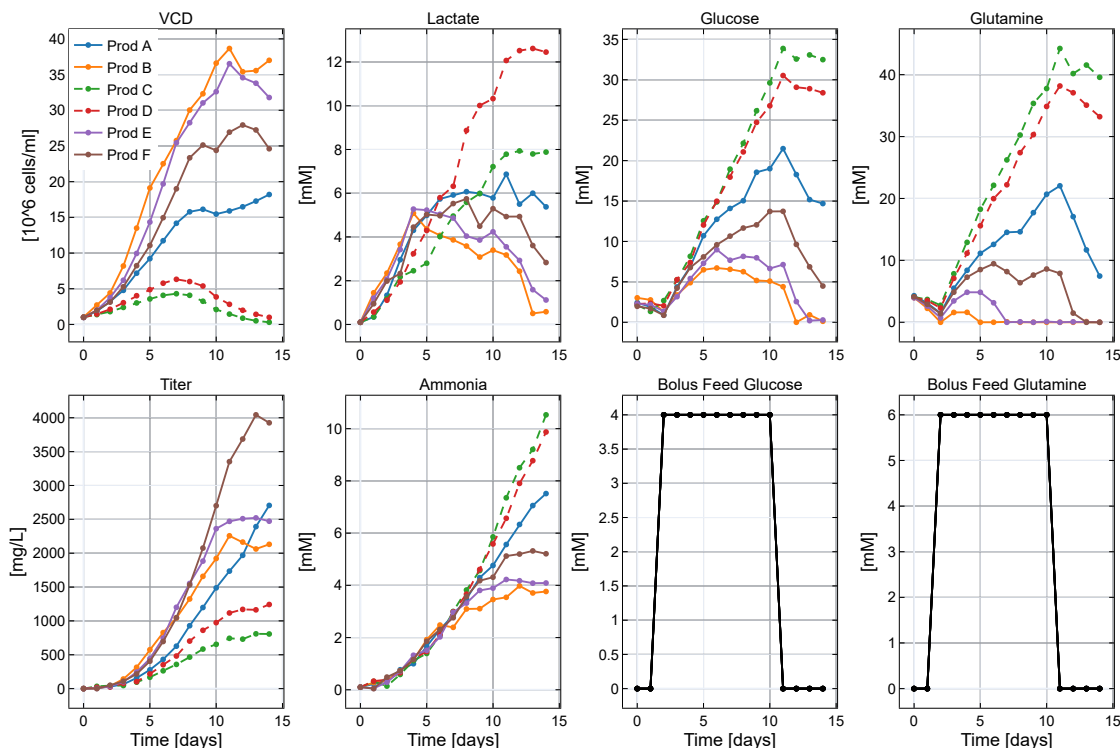 VCD
Lactate
Glucose
Glutamine
[10^6 cells/ml]
40
35
30
25
20
15
10
5
0
Prod A
Prod B
Prod C
Prod D
Prod E
Prod F
0 5 10 15
[mM]
12
10
8
6
4
2
0
0 5 10 15
[mM]
35
30
25
20
15
10
5
0
0 5 10 15
[mM]
40
30
20
10
0
0 5 10 15
Titer
Ammonia
Bolus Feed Glucose
Bolus Feed Glutamine
[mg/L]
4000
3500
3000
2500
2000
1500
1000
500
0
0 5 10 15
Time [days]
[mM]
10
8
6
4
2
0
0 5 10 15
Time [days]
[mM]
4
3.5
3
2.5
2
1.5
1
0.5
0
0 5 10 15
Time [days]
[mM]
6
5
4
3
2
1
0
0 5 10 15
Time [days]